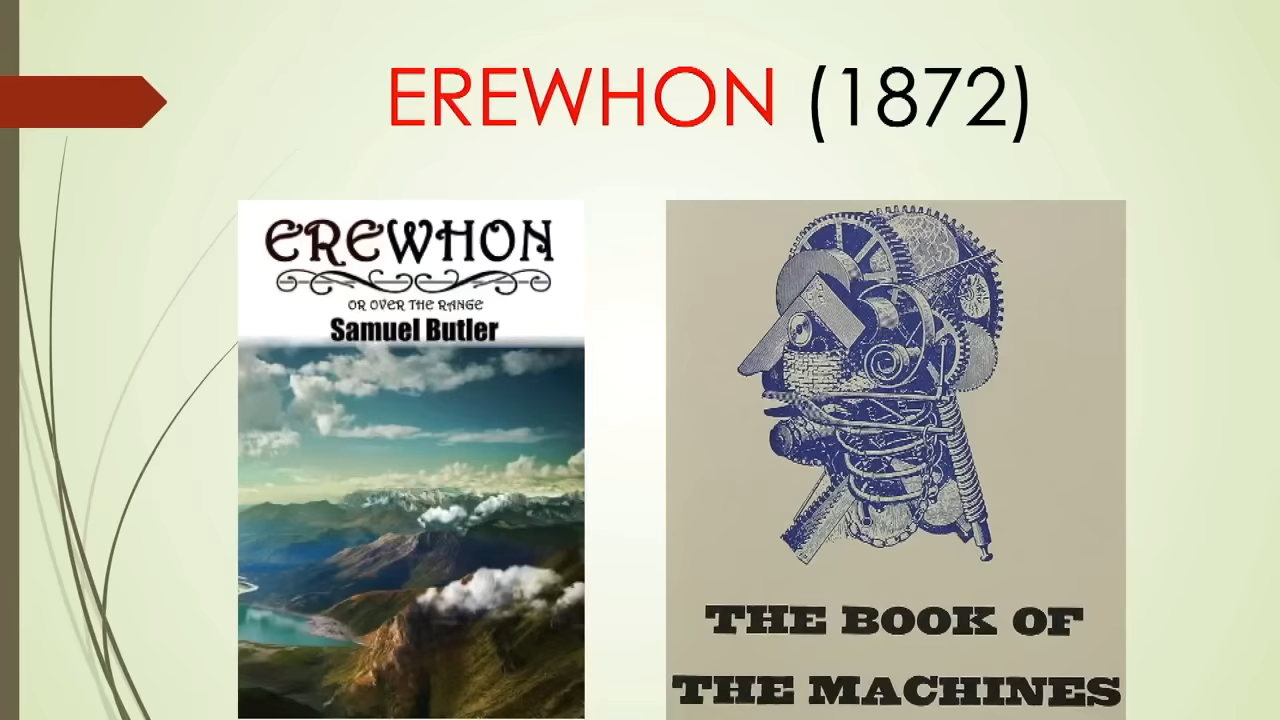 EREWHON (1872)
EREWHON
OR OVER THE RANGE
Samuel Butler
THE BOOK OF
THE MACHINES